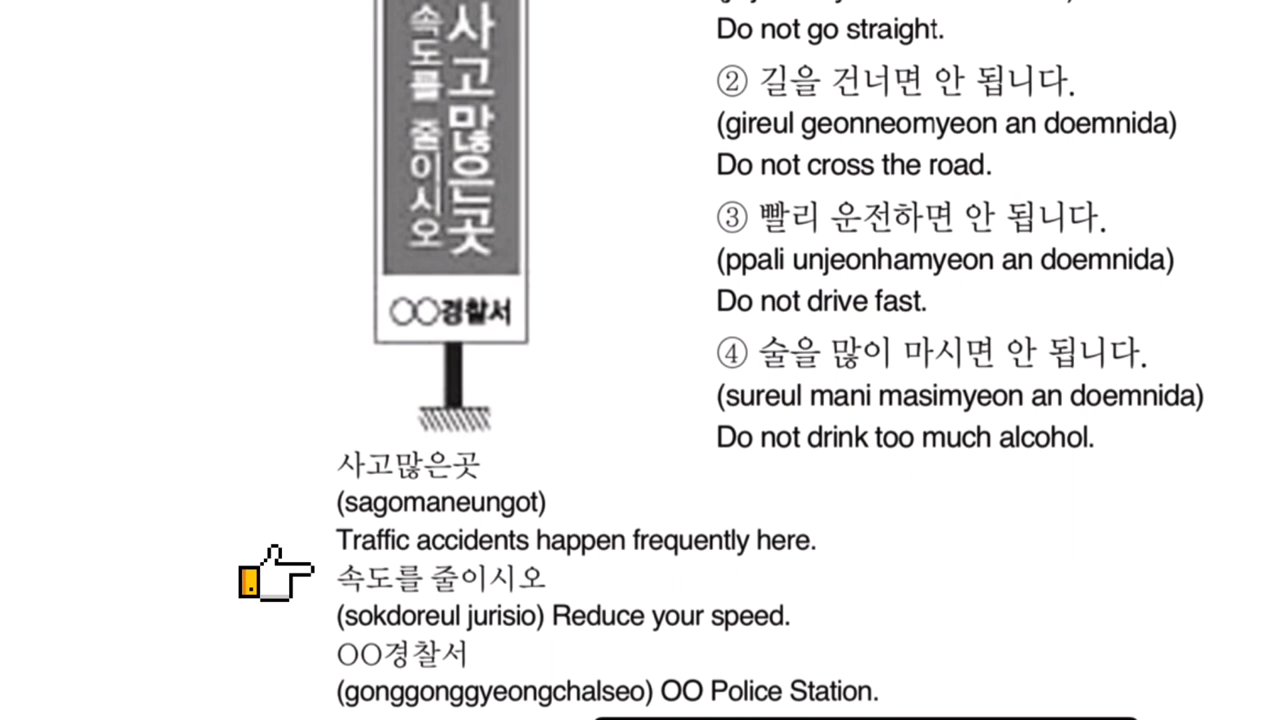 사고많은곳
속도를 줄이시오
○○경찰서
사고많은곳
(sagomaneungot)
Traffic accidents happen frequently here.
속도를 줄이시오
(sokdoreul jurisio) Reduce your speed.
OO경찰서
(gonggonggyeongchalseo) OO Police Station.
Do not go straight.
② 길을 건너면 안 됩니다.
(gireul geonneomyeon an doemnida)
Do not cross the road.
③ 빨리 운전하면 안 됩니다.
(ppali unjeonhamyeon an doemnida)
Do not drive fast.
④ 술을 많이 마시면 안 됩니다.
(sureul mani masimyeon an doemnida)
Do not drink too much alcohol.